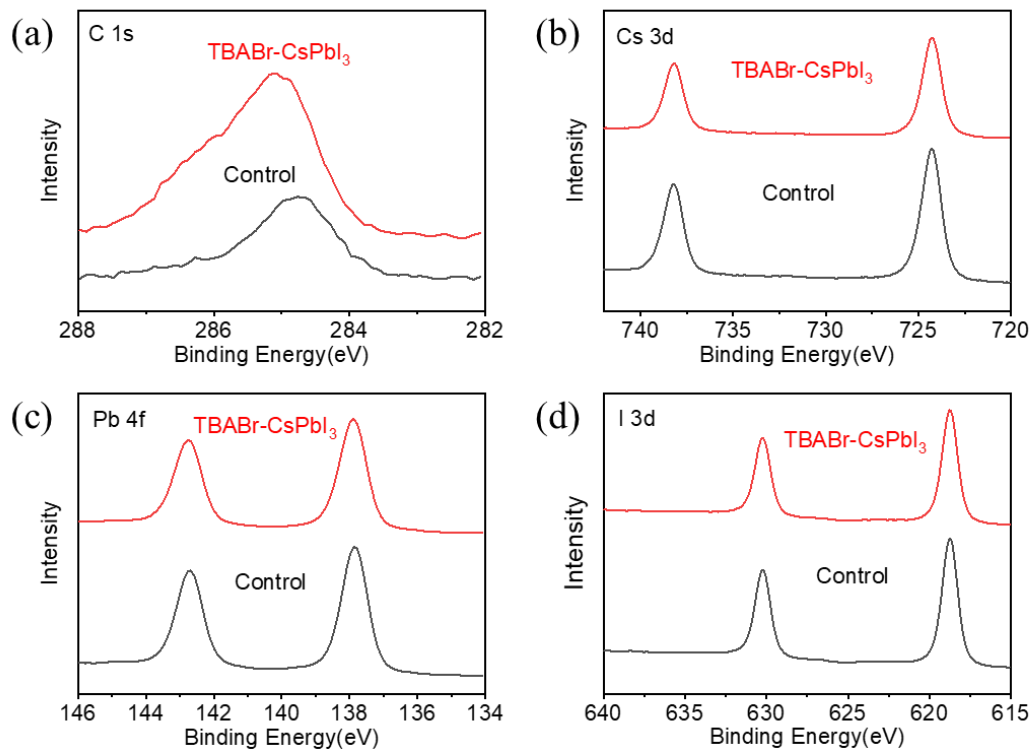 (a)
C 1s
TBABr-CsPbI₃
Control
Intensity
288 286 284 282
Binding Energy(eV)
(b)
Cs 3d
TBABr-CsPbI₃
Control
Intensity
740 735 730 725 720
Binding Energy(eV)
(c)
Pb 4f
TBABr-CsPbI₃
Control
Intensity
146 144 142 140 138 136 134
Binding Energy(eV)
(d)
I 3d
TBABr-CsPbI₃
Control
Intensity
640 635 630 625 620 615
Binding Energy(eV)